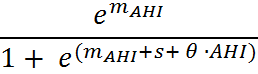 e^{m_{AHI}}
1 + e^{(m_{AHI}+s+ θ ·AHI)}